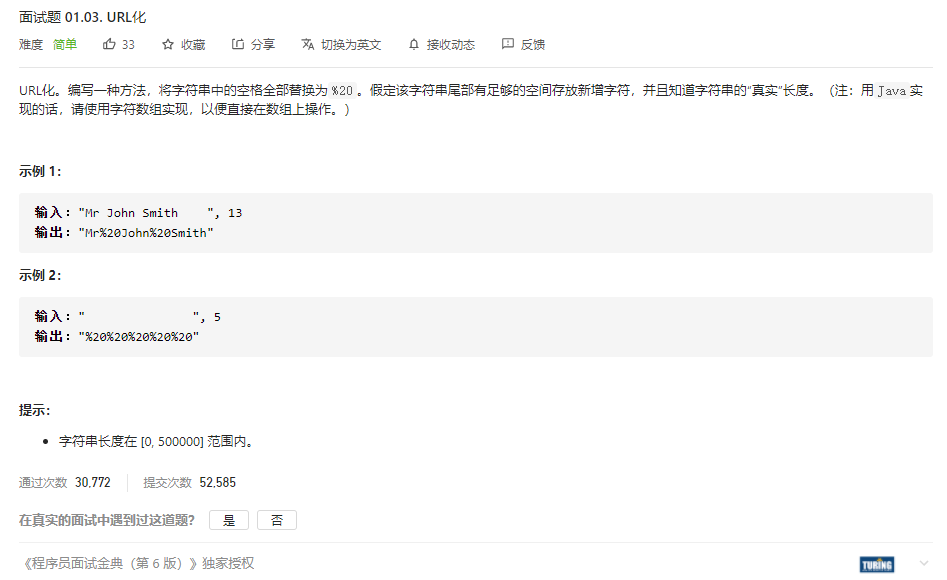 面试题 01.03. URL化
难度 简单 33 收藏 分享 切换为英文 接收动态 反馈
URL化。编写一种方法，将字符串中的空格全部替换为%20。假定该字符串尾部有足够的空间存放新增字符，并且知道字符串的“真实”长度。（注：用Java实
现的话，请使用字符数组实现，以便直接在数组上操作。）
示例 1：
输入："Mr John Smith    ", 13
输出："Mr%20John%20Smith"
示例 2：
输入："               ", 5
输出："%20%20%20%20%20"
提示：
• 字符串长度在 [0, 500000] 范围内。
通过次数 30,772 提交次数 52,585
在真实的面试中遇到过这道题？ 是 否
《程序员面试金典（第 6 版）》独家授权 TURING